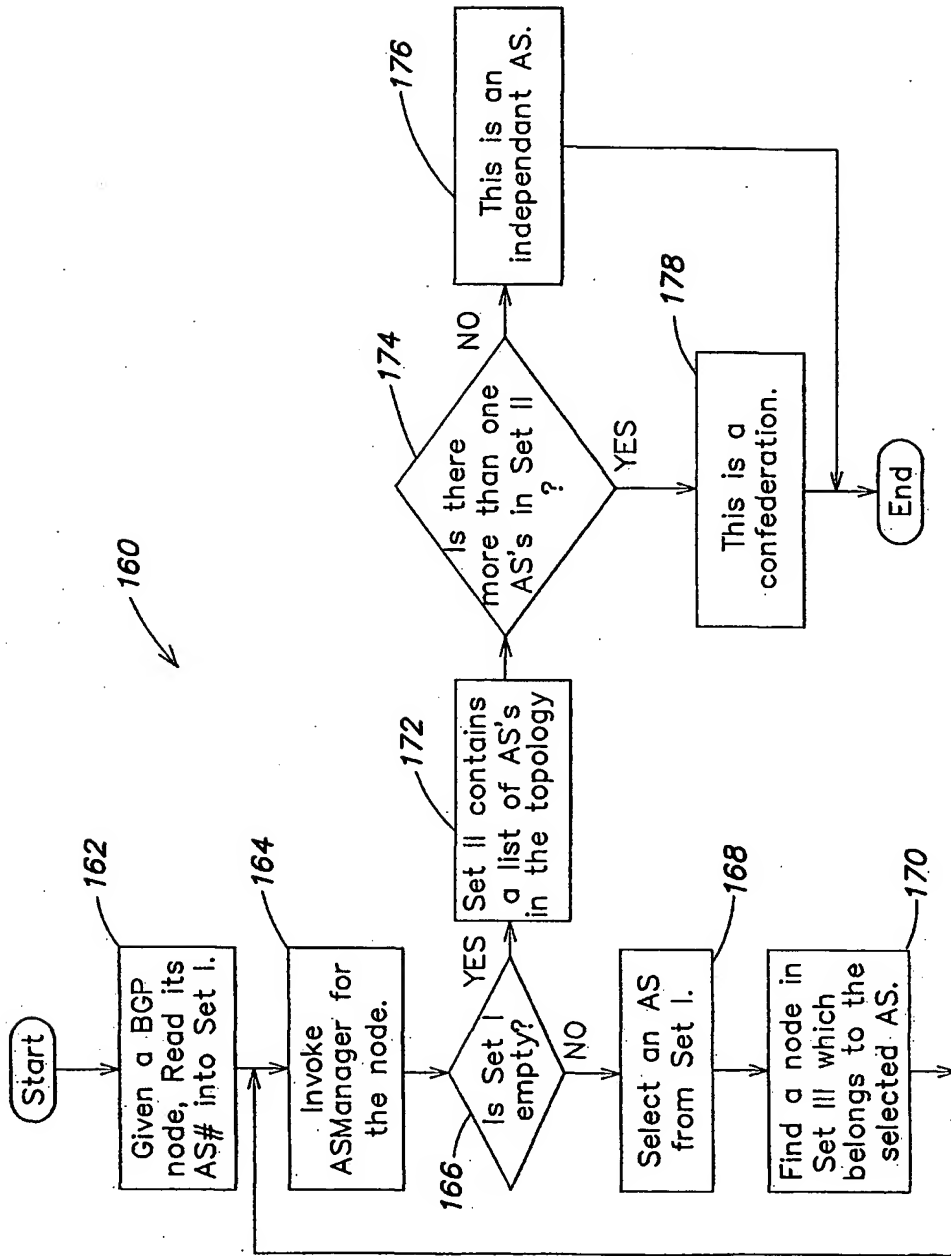 160
Start
162
Given a BGP
node, Read its
AS# into Set I.
164
Invoke
ASManager for
the node.
166
Is Set I
empty?
YES
NO
168
Select an AS
from Set I.
170
Find a node in
Set III which
belongs to the
selected AS.
172
Set II contains
a list of AS's
in the topology
174
Is there
more than one
AS's in Set II
?
NO
YES
176
This is an
independant AS.
178
This is a
confederation.
End